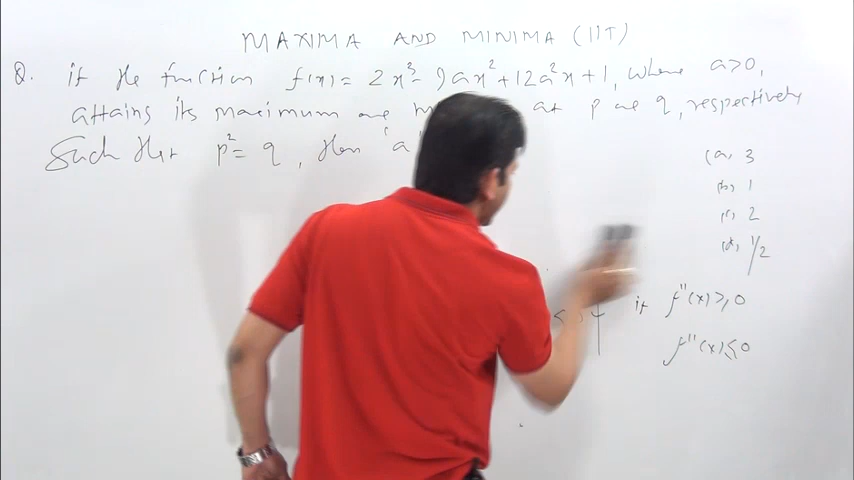 MAXIMA AND MINIMA (IIT)
Q. if the function f(x) = 2x³ - 9ax² + 12a²x + 1, where a>0,
attains its maximum and m at p and q, respectively
Such that p² = q, then 'a'
(a) 3
(b) 1
(c) 2
(d) 1/2
if f''(x) ≥ 0
f''(x) ≤ 0